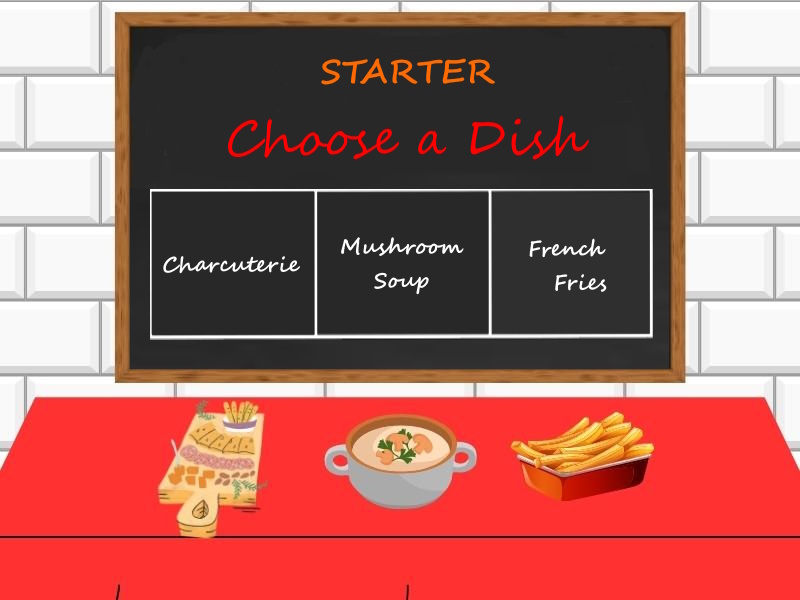 STARTER
Choose a Dish
Charcuterie
Mushroom
Soup
French
Fries